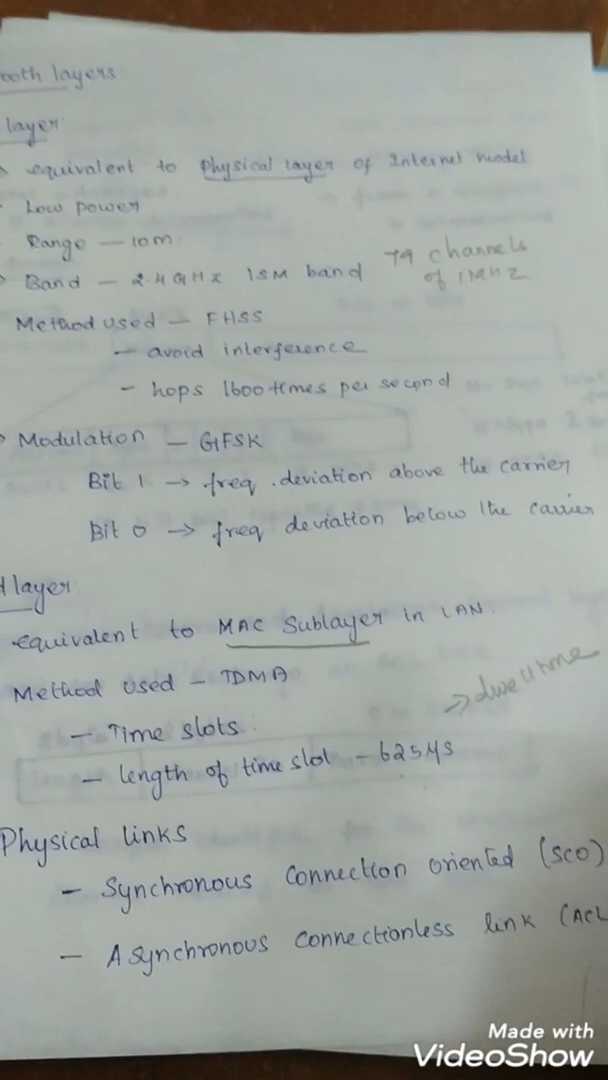 ooth layers
layer
equivalent to Physical layer of Internet model
Low power
Range - 10m
Band - 2.4GHz ISM band 79 channels
of 1MHZ
Method used - FHSS
- avoid interference
- hops 1600 times per second
Modulation - GFSK
Bit 1 → freq. deviation above the carrier
Bit 0 → freq deviation below the carrier
d layer
equivalent to MAC Sublayer in LAN.
Method used - TDMA
→ dwell time
- Time slots.
- length of time slot - 625 μs
Physical links
- Synchronous Connection oriented (SCO)
- Asynchronous Connectionless link (ACL
Made with
VideoShow